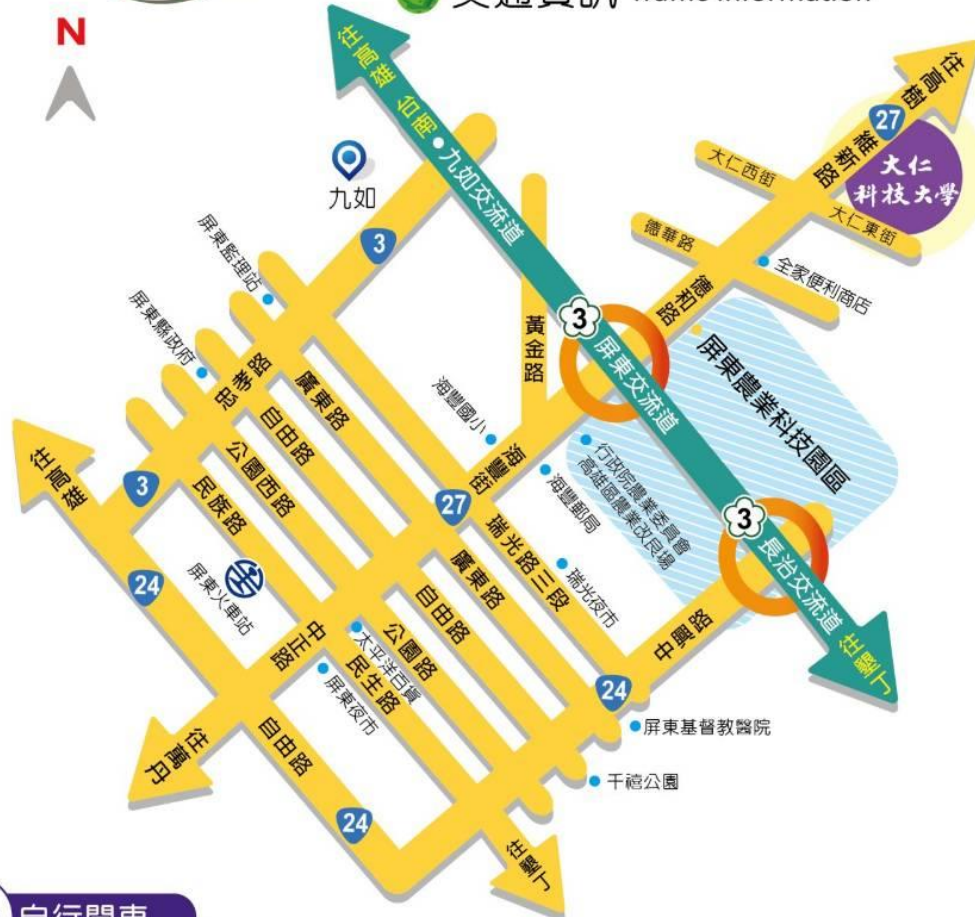 交通資訊 Traffic Information
N
往高雄 台南
九如交流道
往高樹
27
維新路
大仁
科技大學
大仁西街
大仁東街
德華路
全家便利商店
九如
3
屏東監理站
屏東縣政府
德和路
3
屏東交流道
黃金路
屏東農業科技園區
忠孝路
廣東路
自由路
公園西路
民族路
海豐國小
海豐街
海豐郵局
行政院農業委員會
高雄區農業改良場
27
瑞光路三段
瑞光夜市
3
長治交流道
往墾丁
往高雄
3
24
屏東火車站
廣東路
自由路
公園路
太平洋百貨
民生路
中正路
屏東夜市
中興路
24
屏東基督教醫院
千禧公園
往萬丹
自由路
24
往墾丁
自行開車